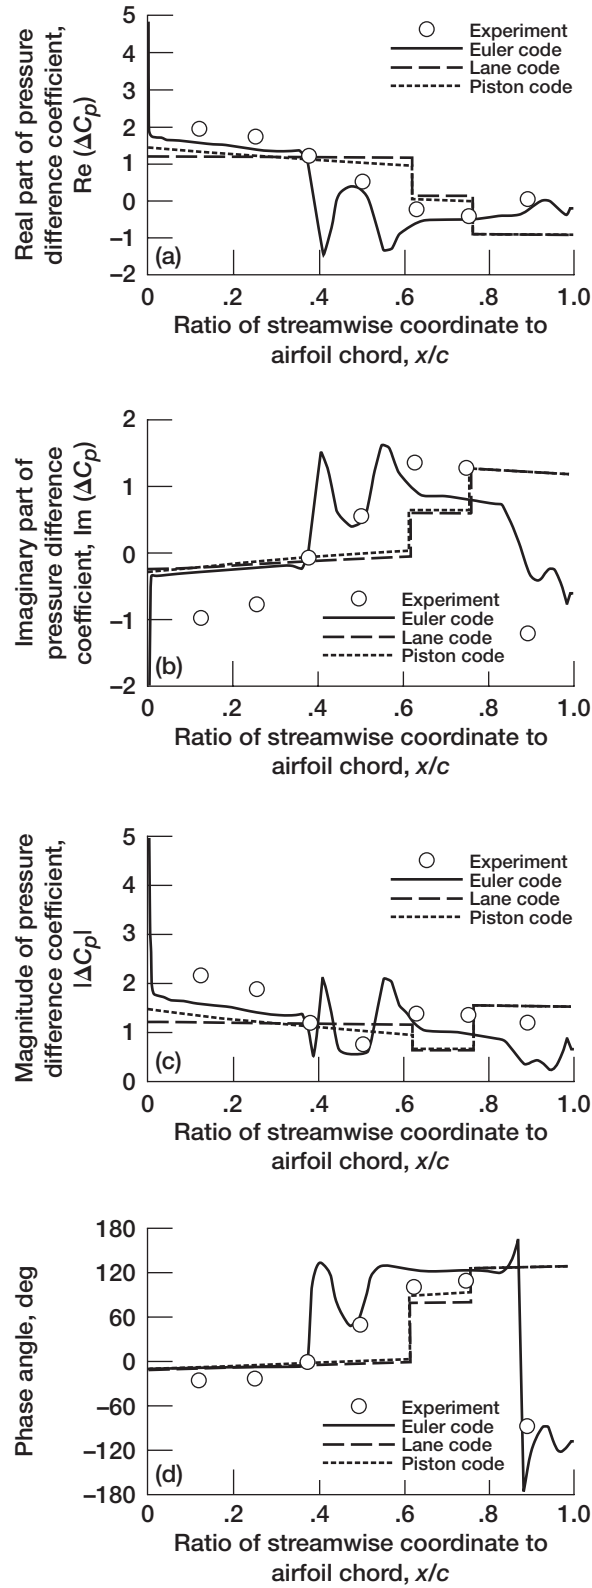 Real part of pressure
difference coefficient,
Re (ΔCp)
5
4
3
2
1
0
–1
–2
Experiment
Euler code
Lane code
Piston code
(a)
0 .2 .4 .6 .8 1.0
Ratio of streamwise coordinate to
airfoil chord, x/c
Imaginary part of
pressure difference
coefficient, Im (ΔCp)
2
1
0
–1
–2
Experiment
Euler code
Lane code
Piston code
(b)
0 .2 .4 .6 .8 1.0
Ratio of streamwise coordinate to
airfoil chord, x/c
Magnitude of pressure
difference coefficient,
|ΔCp|
5
4
3
2
1
0
Experiment
Euler code
Lane code
Piston code
(c)
0 .2 .4 .6 .8 1.0
Ratio of streamwise coordinate to
airfoil chord, x/c
Phase angle, deg
180
120
60
0
–60
–120
–180
Experiment
Euler code
Lane code
Piston code
(d)
0 .2 .4 .6 .8 1.0
Ratio of streamwise coordinate to
airfoil chord, x/c